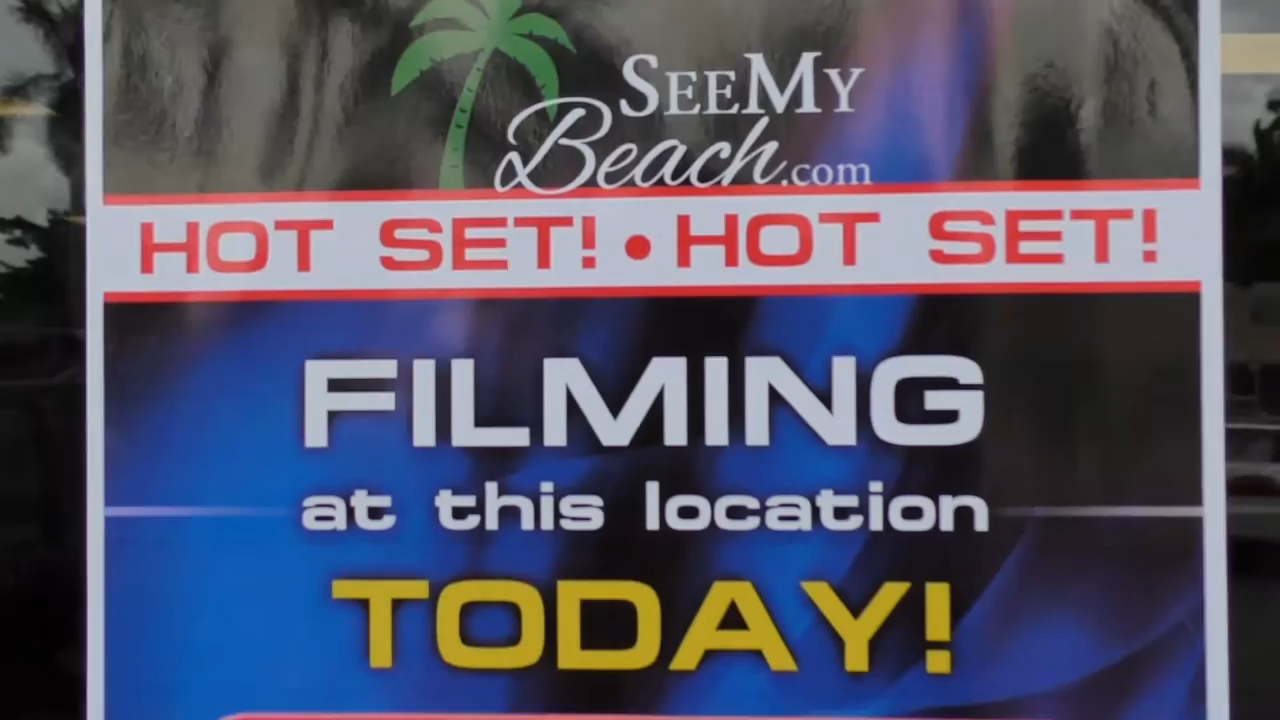 SEEMY
Beach.com
HOT SET! • HOT SET!
FILMING
at this location
TODAY!